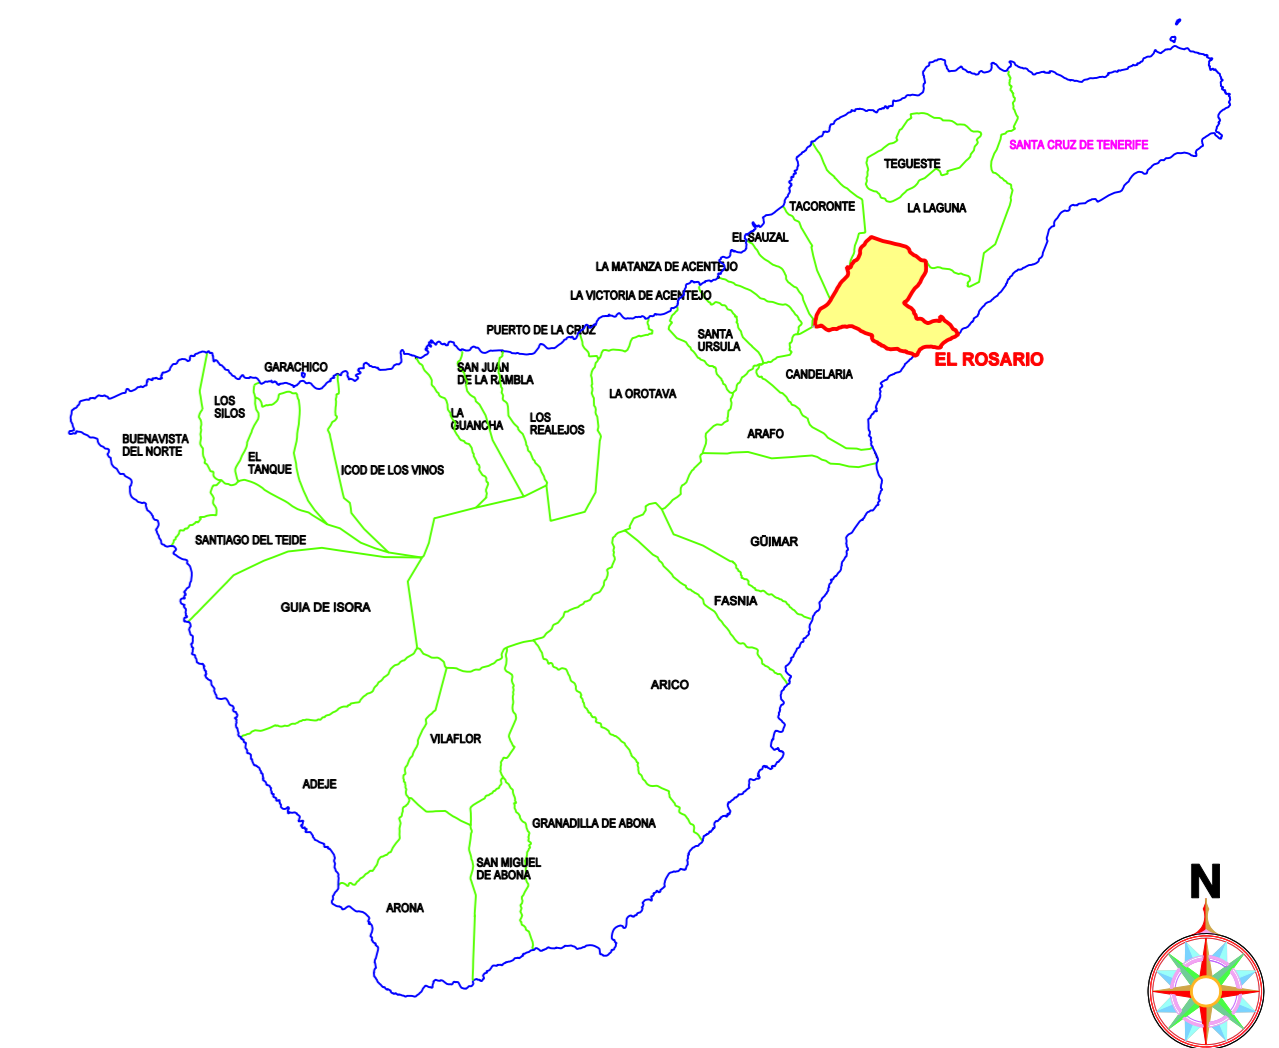 SANTA CRUZ DE TENERIFE
TEGUESTE
TACORONTE
LA LAGUNA
EL SAUZAL
LA MATANZA DE ACENTEJO
LA VICTORIA DE ACENTEJO
PUERTO DE LA CRUZ
SANTA
URSULA
EL ROSARIO
GARACHICO
SAN JUAN
DE LA RAMBLA
CANDELARIA
LA OROTAVA
LOS
SILOS
LA
GUANCHA
LOS
REALEJOS
ARAFO
BUENAVISTA
DEL NORTE
EL
TANQUE
ICOD DE LOS VINOS
SANTIAGO DEL TEIDE
GÜIMAR
GUIA DE ISORA
FASNIA
ARICO
VILAFLOR
ADEJE
GRANADILLA DE ABONA
SAN MIGUEL
DE ABONA
ARONA
N